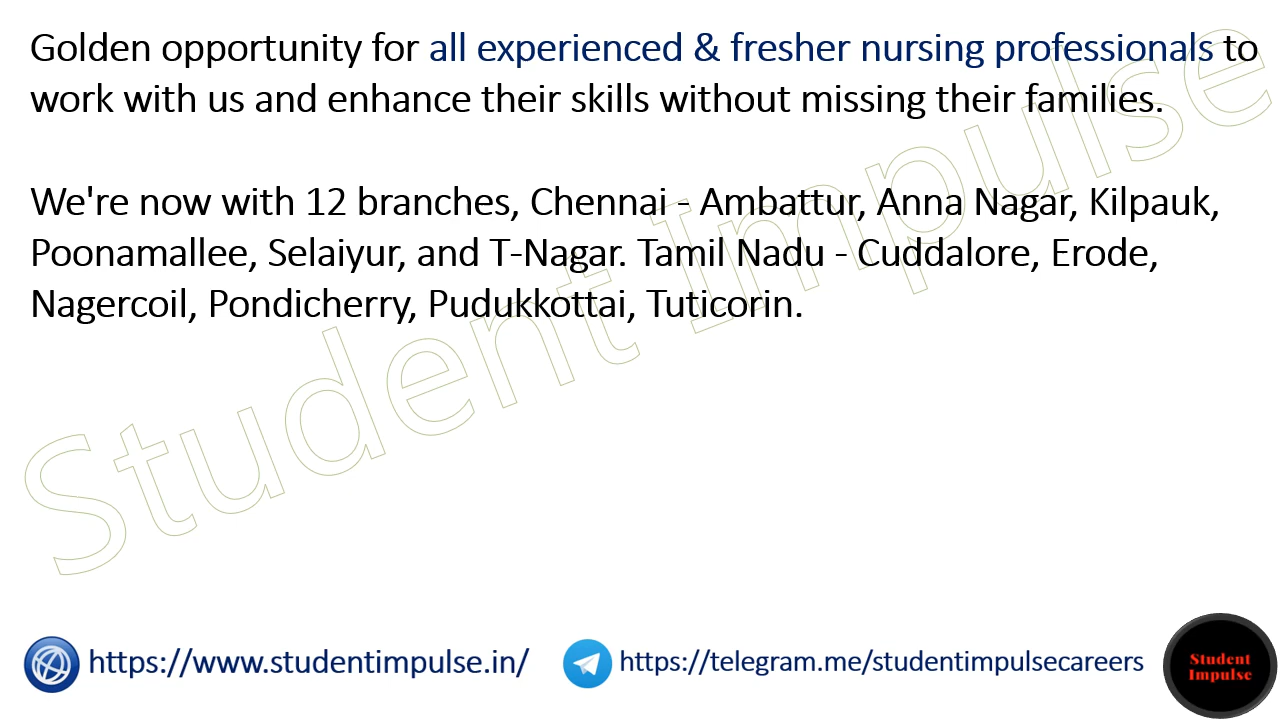 Golden opportunity for all experienced & fresher nursing professionals to
work with us and enhance their skills without missing their families.
We're now with 12 branches, Chennai - Ambattur, Anna Nagar, Kilpauk,
Poonamallee, Selaiyur, and T-Nagar. Tamil Nadu - Cuddalore, Erode,
Nagercoil, Pondicherry, Pudukkottai, Tuticorin.
Student Impulse
https://www.studentimpulse.in/
https://telegram.me/studentimpulsecareers
Student
Impulse